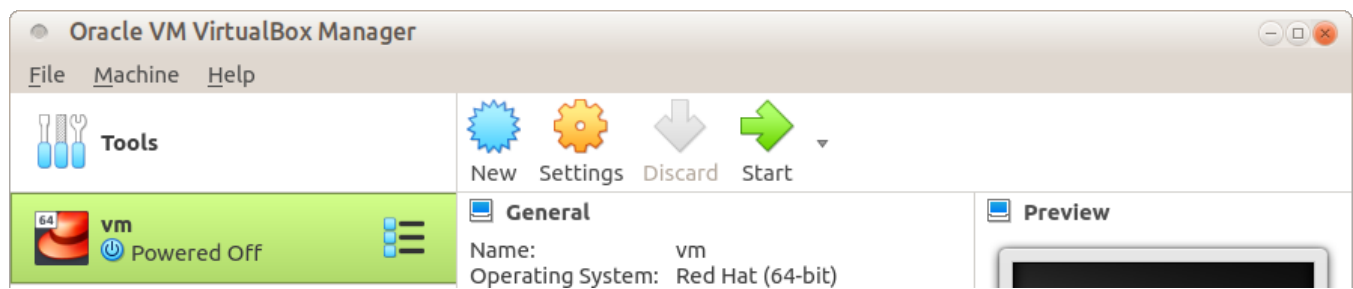 Oracle VM VirtualBox Manager
File Machine Help
Tools
New Settings Discard Start
64
vm
Powered Off
General
Name: vm
Operating System: Red Hat (64-bit)
Preview